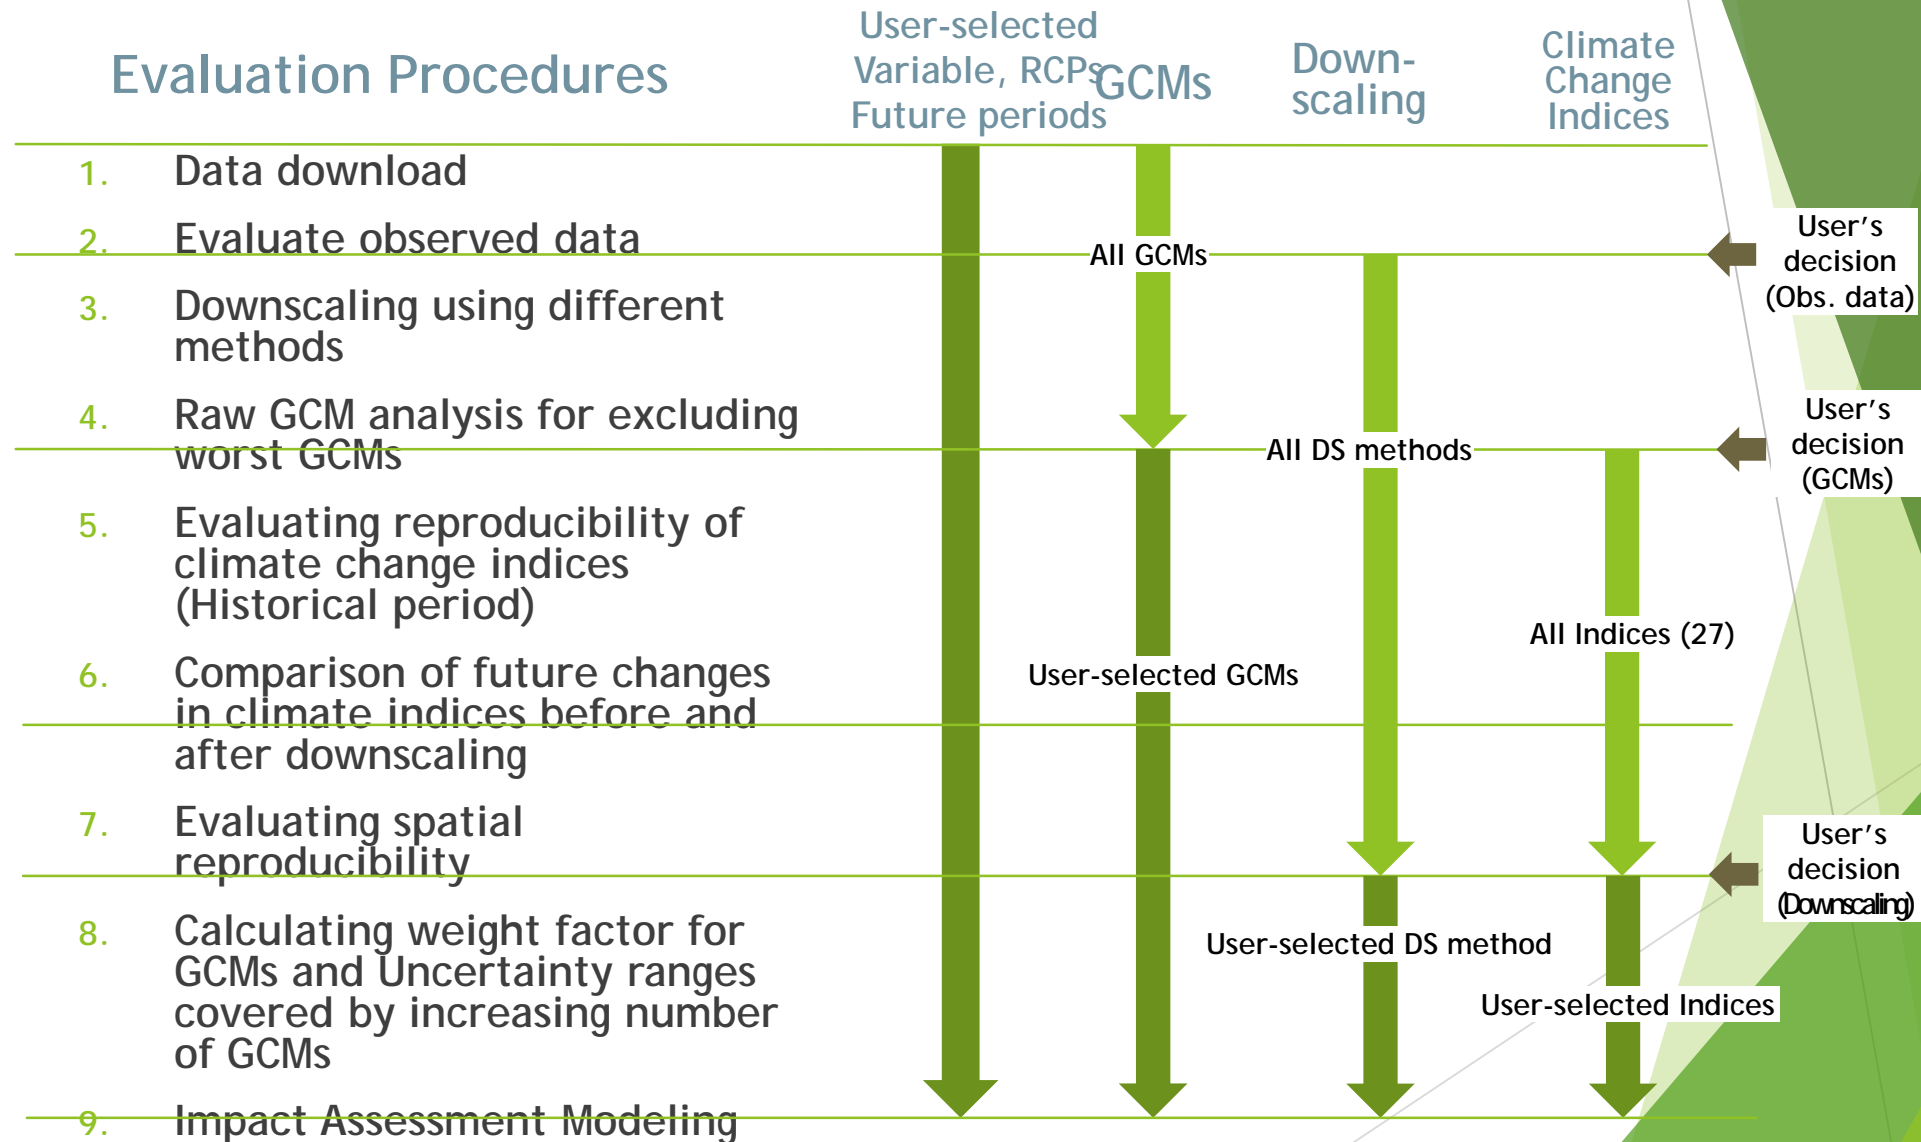 Evaluation Procedures
User-selected
Variable, RCPs
Future periods
GCMs
Down-
scaling
Climate
Change
Indices
1. Data download
2. Evaluate observed data
3. Downscaling using different
methods
4. Raw GCM analysis for excluding
worst GCMs
5. Evaluating reproducibility of
climate change indices
(Historical period)
6. Comparison of future changes
in climate indices before and
after downscaling
7. Evaluating spatial
reproducibility
8. Calculating weight factor for
GCMs and Uncertainty ranges
covered by increasing number
of GCMs
9. Impact Assessment Modeling
All GCMs
User-selected GCMs
All DS methods
User-selected DS method
All Indices (27)
User-selected Indices
User's
decision
(Obs. data)
User's
decision
(GCMs)
User's
decision
(Downscaling)